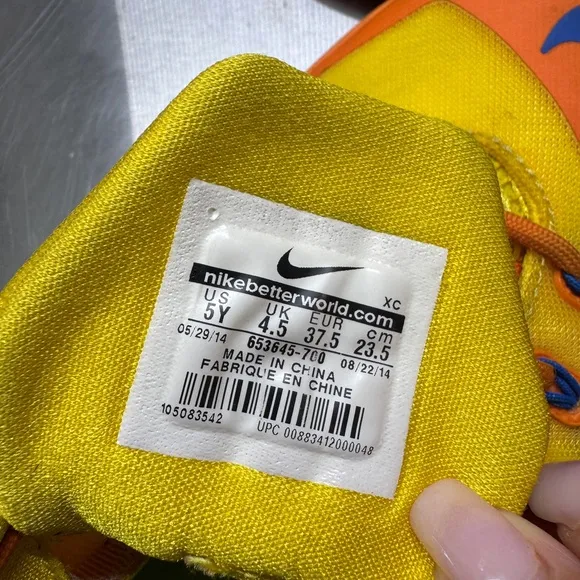 XC
nikebetterworld.com
US UK EUR cm
5Y 4.5 37.5 23.5
05/29/14 653645-700 08/22/14
MADE IN CHINA
FABRIQUE EN CHINE
105083542
UPC 00883412000048